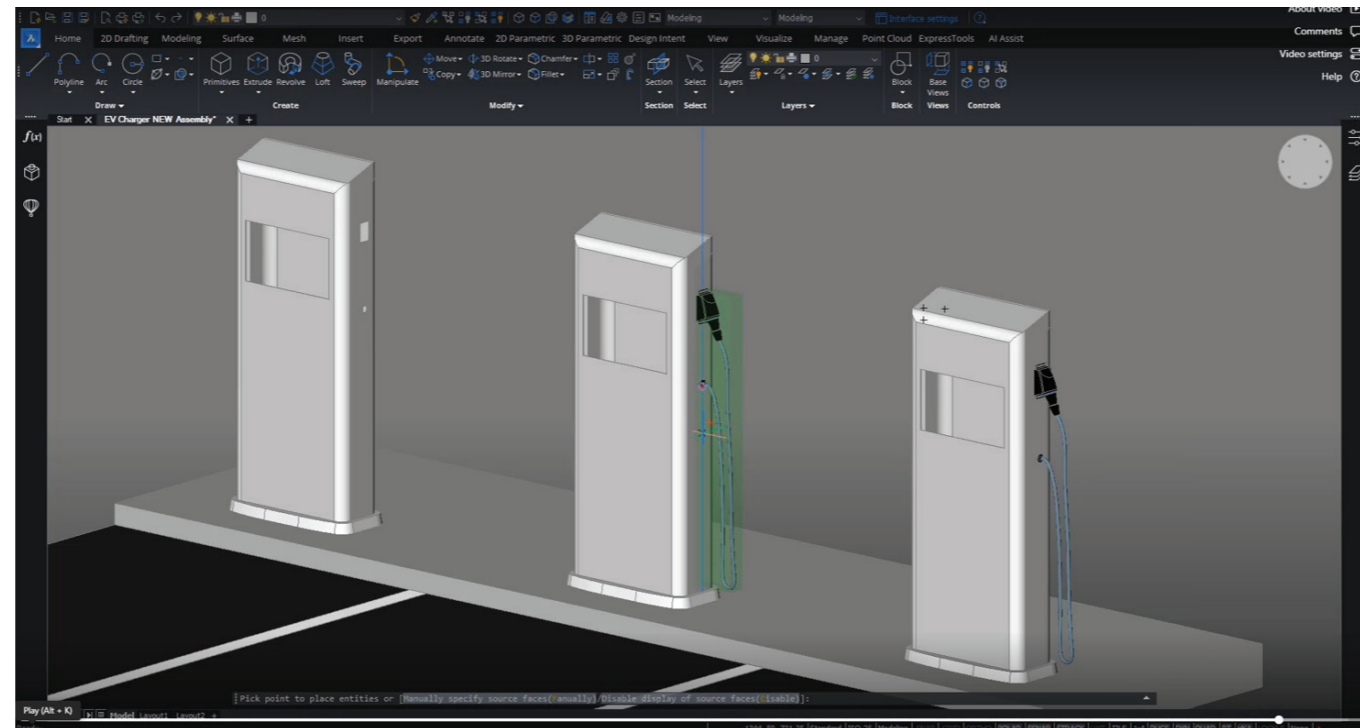 About video
0
Modeling
Modeling
Interface settings
Comments
Video settings
Help
Home 2D Drafting Modeling Surface Mesh Insert Export Annotate 2D Parametric 3D Parametric Design Intent View Visualize Manage Point Cloud ExpressTools AI Assist
Move 3D Rotate Chamfer
0
Copy 3D Mirror Fillet
Polyline Arc Circle Primitives Extrude Revolve Loft Sweep Manipulate Section Select Layers Block Base Views
Draw Create Modify Section Select Layers Block Views Controls
Start X EV Charger NEW Assembly* X +
f(x)
Pick point to place entities or [Manually specify source faces(
anually)/Disable display of source faces(
isable)]:
Play (Alt + K)
Model Layout1 Layout2 +